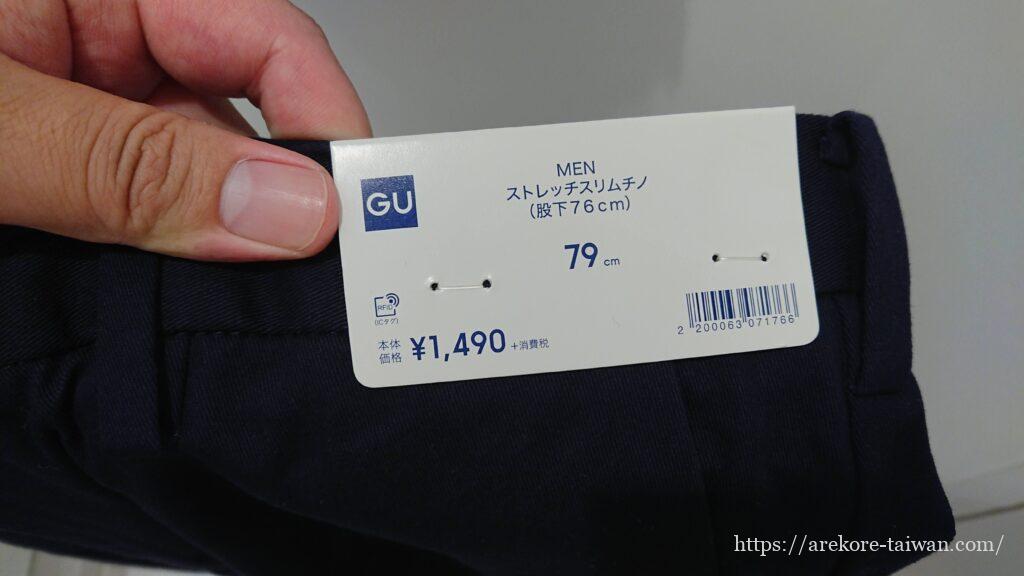 GU
MEN
ストレッチスリムチノ
(股下76cm)
79 cm
RFID
(ICタグ)
本体
価格 ¥1,490 +消費税
2 200063 071766
https://arekore-taiwan.com/